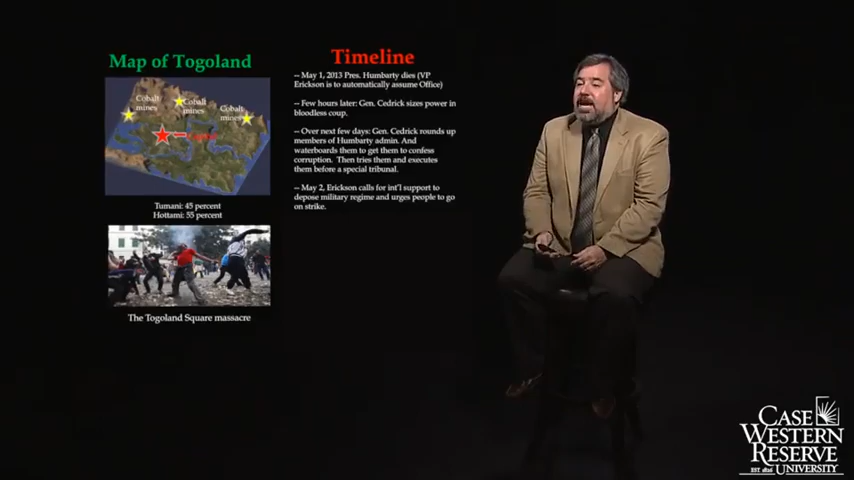 Map of Togoland
Cobalt
mines
Cobalt
mines
Cobalt
mines
Tumani: 45 percent
Hottami: 55 percent
The Togoland Square massacre
Timeline
-- May 1, 2013 Pres. Humbarty dies (VP
Erickson is to automatically assume Office)
-- Few hours later: Gen. Cedrick sizes power in
bloodless coup.
-- Over next few days: Gen. Cedrick rounds up
members of Humbarty admin. And
waterboards them to get them to confess
corruption. Then tries them and executes
them before a special tribunal.
-- May 2, Erickson calls for int'l support to
depose military regime and urges people to go
on strike.
CASE
WESTERN
RESERVE
EST. 1826 UNIVERSITY